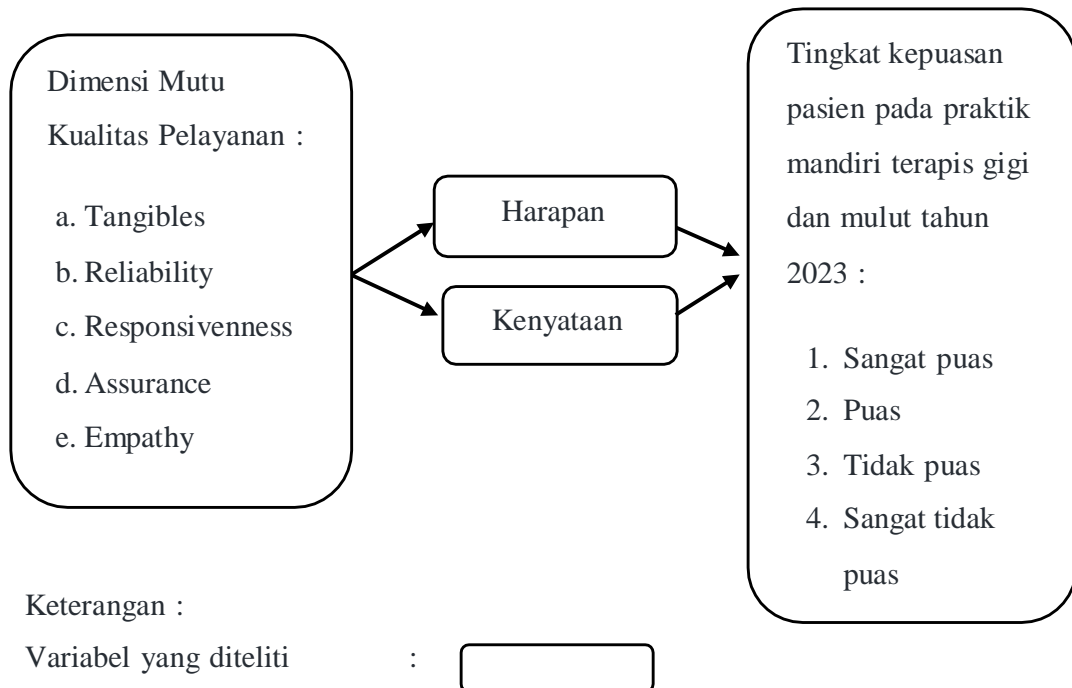 Dimensi Mutu
Kualitas Pelayanan :
a. Tangibles
b. Reliability
c. Responsivenness
d. Assurance
e. Empathy
Harapan
Kenyataan
Tingkat kepuasan
pasien pada praktik
mandiri terapis gigi
dan mulut tahun
2023 :
1. Sangat puas
2. Puas
3. Tidak puas
4. Sangat tidak
puas
Keterangan :
Variabel yang diteliti :